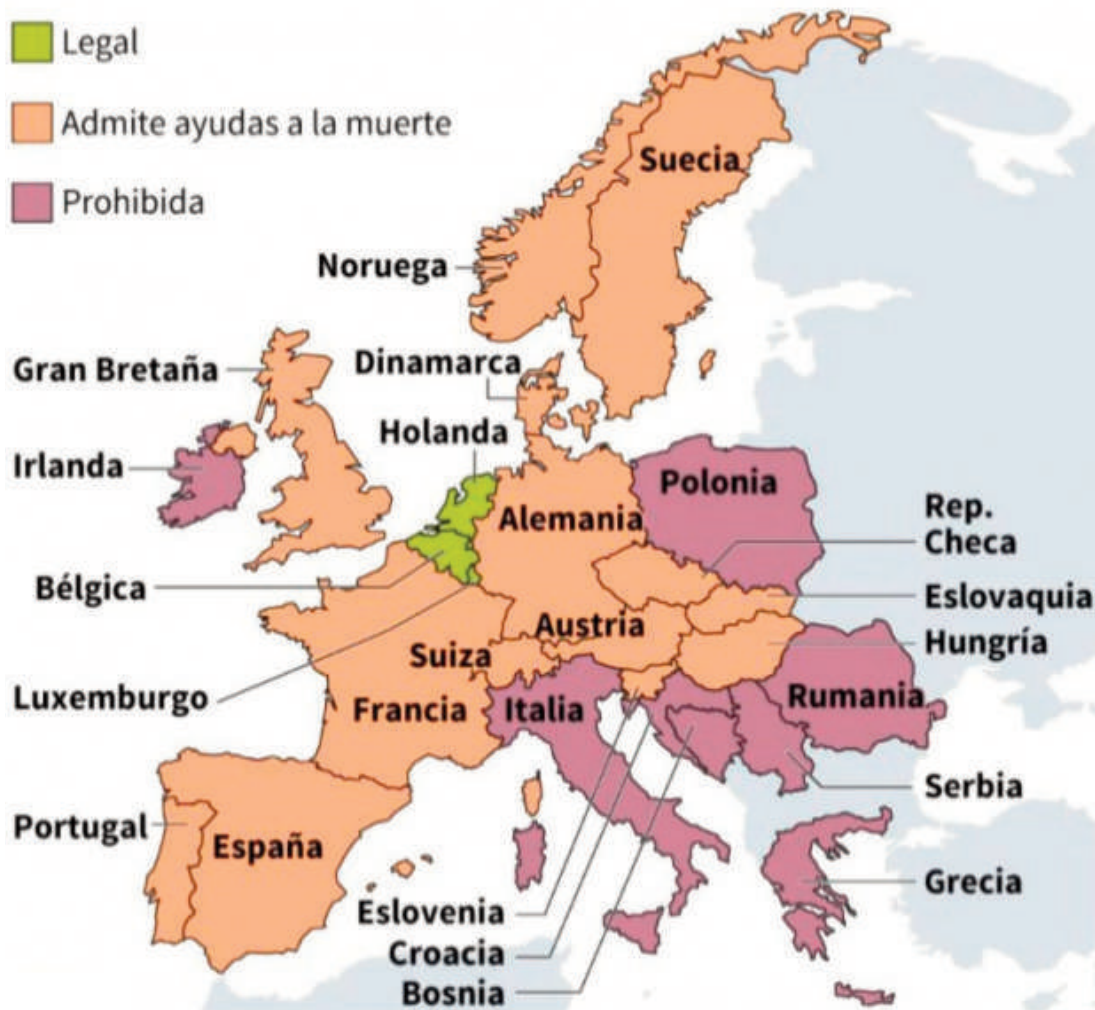 Legal
Admite ayudas a la muerte
Prohibida
Suecia
Noruega
Gran Bretaña
Dinamarca
Holanda
Irlanda
Polonia
Alemania
Rep.
Checa
Bélgica
Eslovaquia
Austria
Hungría
Suiza
Luxemburgo
Francia
Italia
Rumania
Serbia
Portugal
España
Grecia
Eslovenia
Croacia
Bosnia